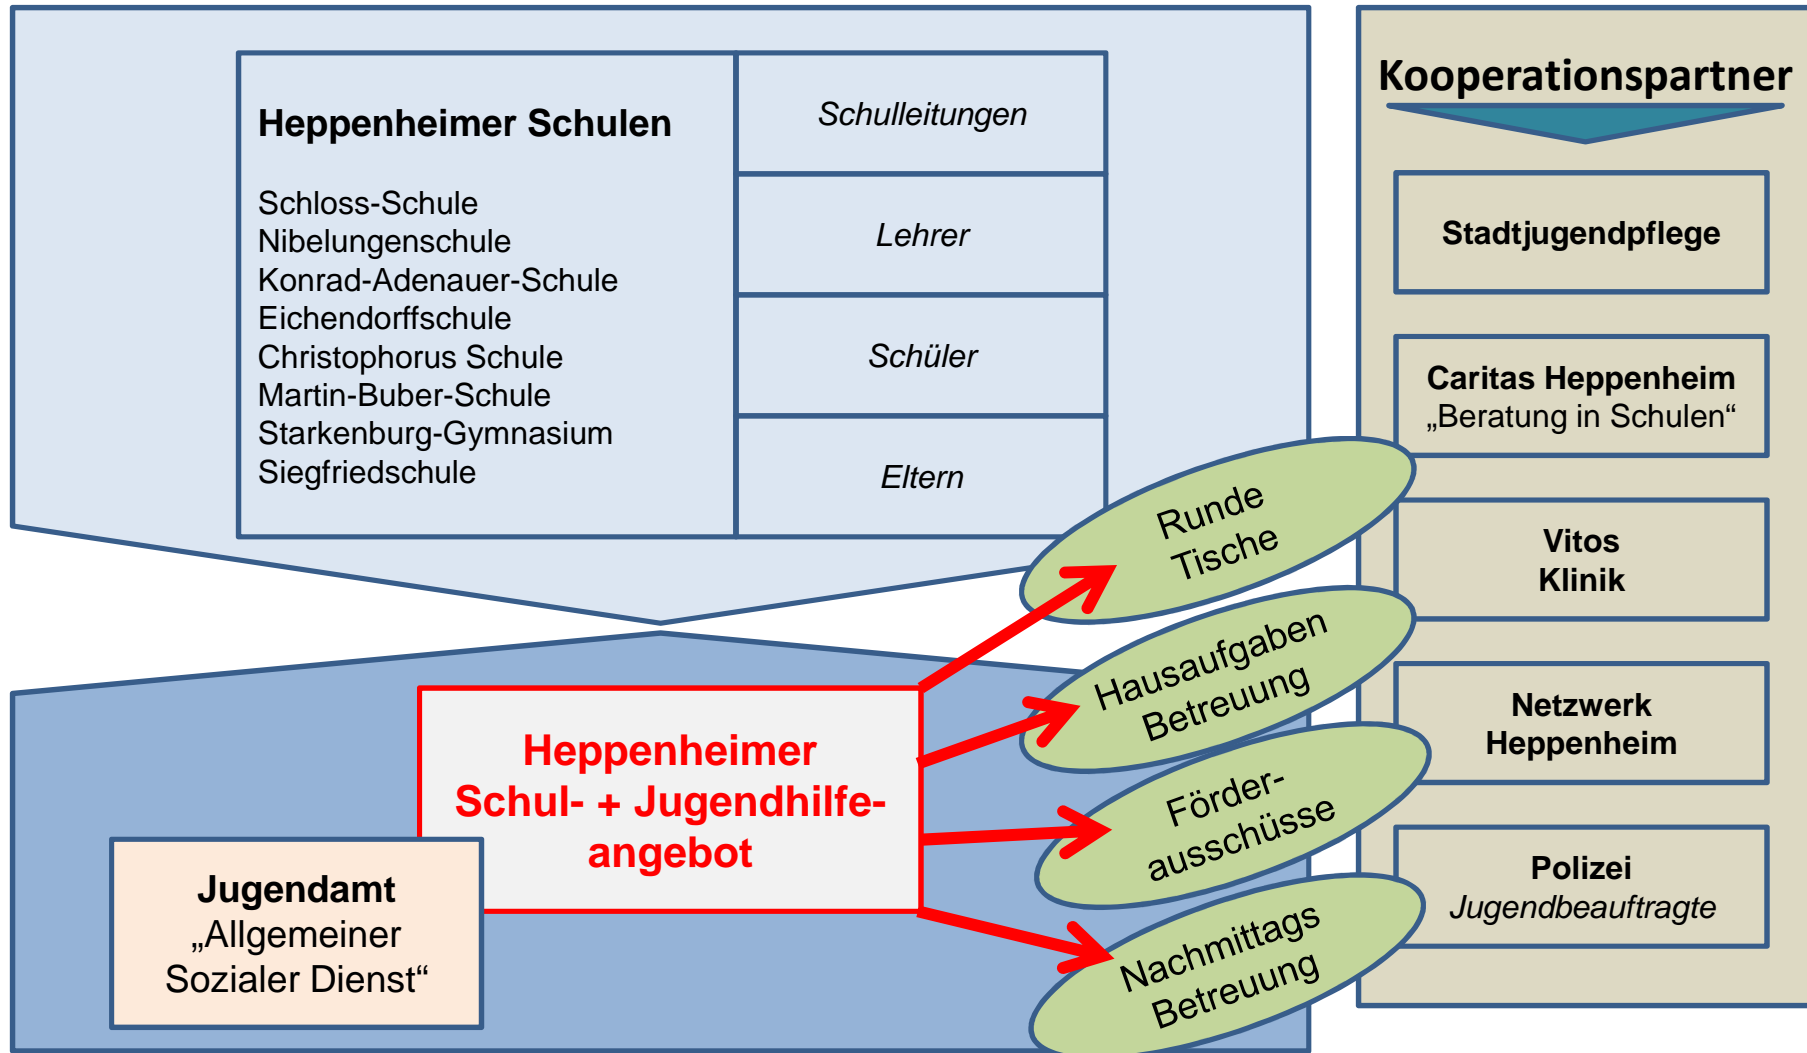 Heppenheimer Schulen
Schloss-Schule
Nibelungenschule
Konrad-Adenauer-Schule
Eichendorffschule
Christophorus Schule
Martin-Buber-Schule
Starkenburg-Gymnasium
Siegfriedschule
Schulleitungen
Lehrer
Schüler
Eltern
Heppenheimer
Schul- + Jugendhilfe-
angebot
Jugendamt
„Allgemeiner
Sozialer Dienst“
Runde
Tische
Hausaufgaben
Betreuung
Förder-
ausschüsse
Nachmittags
Betreuung
Kooperationspartner
Stadtjugendpflege
Caritas Heppenheim
„Beratung in Schulen“
Vitos
Klinik
Netzwerk
Heppenheim
Polizei
Jugendbeauftragte